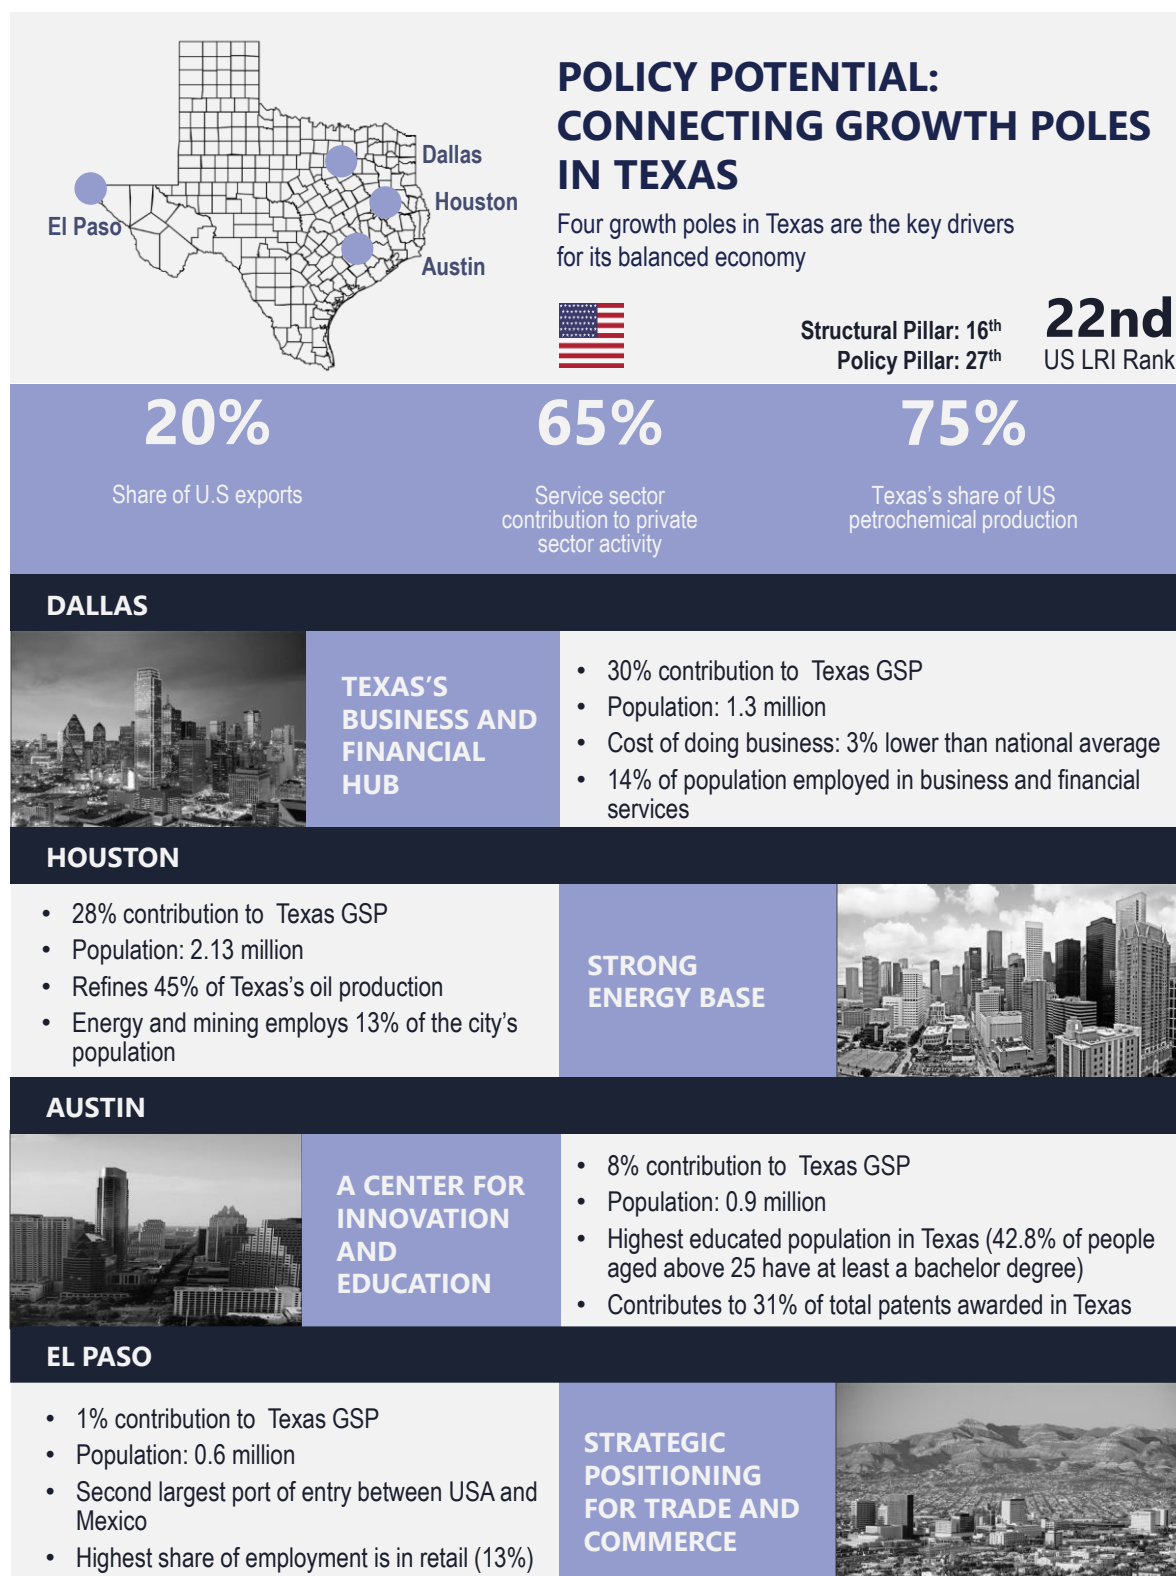 POLICY POTENTIAL:
CONNECTING GROWTH POLES
IN TEXAS
Four growth poles in Texas are the key drivers
for its balanced economy
Dallas
Houston
El Paso
Austin
Structural Pillar: 16th
Policy Pillar: 27th
22nd
US LRI Rank
20%
Share of U.S exports
65%
Service sector
contribution to private
sector activity
75%
Texas's share of US
petrochemical production
DALLAS
TEXAS'S
BUSINESS AND
FINANCIAL
HUB
• 30% contribution to Texas GSP
• Population: 1.3 million
• Cost of doing business: 3% lower than national average
• 14% of population employed in business and financial
services
HOUSTON
• 28% contribution to Texas GSP
• Population: 2.13 million
• Refines 45% of Texas's oil production
• Energy and mining employs 13% of the city's
population
STRONG
ENERGY BASE
AUSTIN
A CENTER FOR
INNOVATION
AND
EDUCATION
• 8% contribution to Texas GSP
• Population: 0.9 million
• Highest educated population in Texas (42.8% of people
aged above 25 have at least a bachelor degree)
• Contributes to 31% of total patents awarded in Texas
EL PASO
• 1% contribution to Texas GSP
• Population: 0.6 million
• Second largest port of entry between USA and
Mexico
• Highest share of employment is in retail (13%)
STRATEGIC
POSITIONING
FOR TRADE AND
COMMERCE